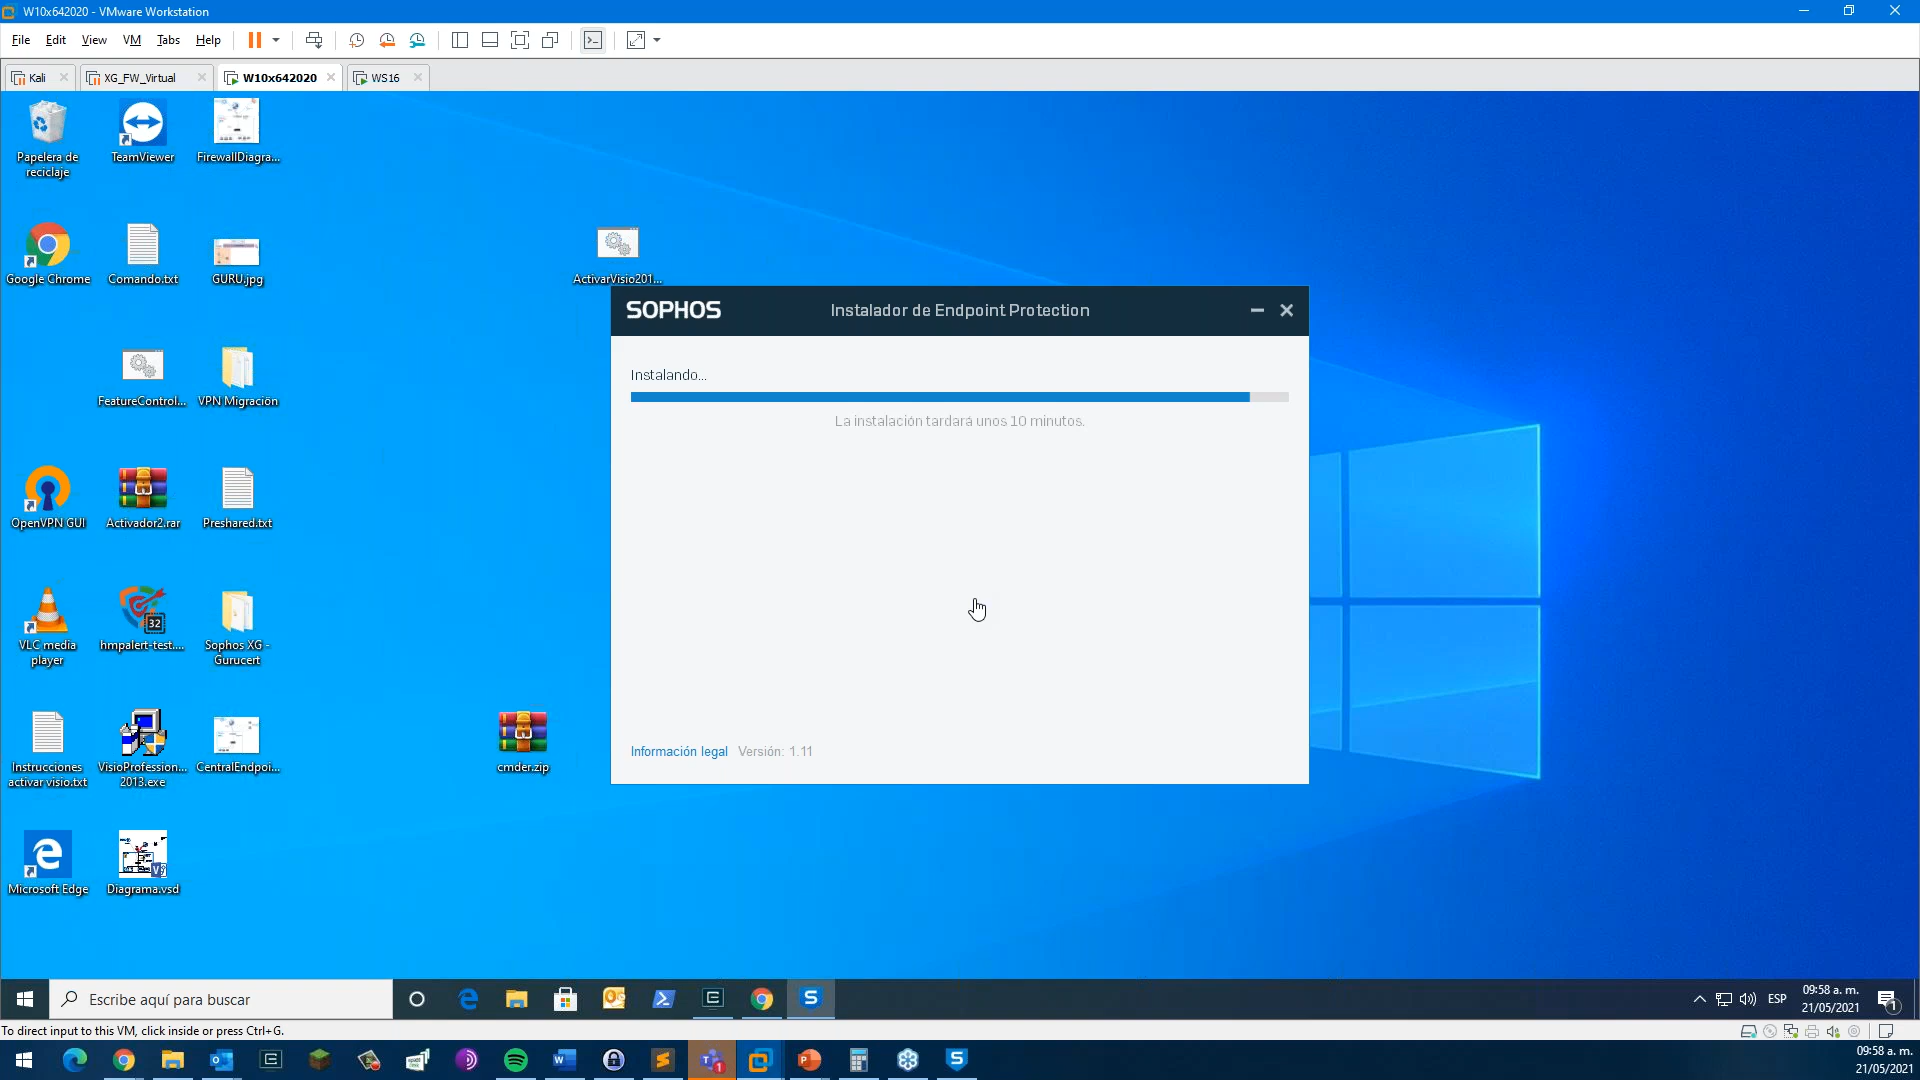 W10x642020 - VMware Workstation
File Edit View VM Tabs Help
Kali XG_FW_Virtual W10x642020 WS16
Papelera de
reciclaje
TeamViewer
FirewallDiagra...
Google Chrome
Comando.txt
GURU.jpg
ActivarVisio201...
FeatureControl...
VPN Migración
OpenVPN GUI
Activador2.rar
Preshared.txt
VLC media
player
hmpalert-test....
32
Sophos XG -
Gurucert
Instrucciones
activar visio.txt
VisioProfession...
2013.exe
CentralEndpoi...
cmder.zip
Microsoft Edge
Diagrama.vsd
SOPHOS
Instalador de Endpoint Protection
Instalando...
La instalación tardará unos 10 minutos.
Información legal Versión: 1.11
Escribe aquí para buscar
ESP
09:58 a. m.
21/05/2021
1
To direct input to this VM, click inside or press Ctrl+G.
09:58 a. m.
21/05/2021